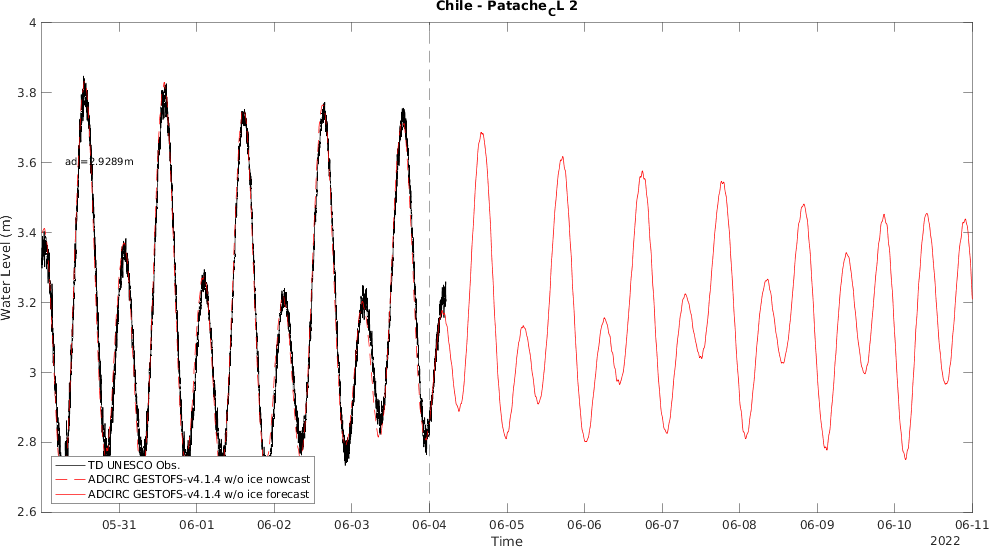 Chile - PatacheCL 2
4
3.8
3.6
3.4
3.2
3
2.8
2.6
Water Level (m)
adj=2.9289m
TD UNESCO Obs.
ADCIRC GESTOFS-v4.1.4 w/o ice nowcast
ADCIRC GESTOFS-v4.1.4 w/o ice forecast
05-31 06-01 06-02 06-03 06-04 06-05 06-06 06-07 06-08 06-09 06-10 06-11
Time
2022